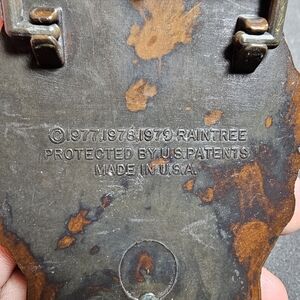 © 1977 1978 1979 RAINTREE
PROTECTED BY U.S. PATENTS
MADE IN U.S.A.